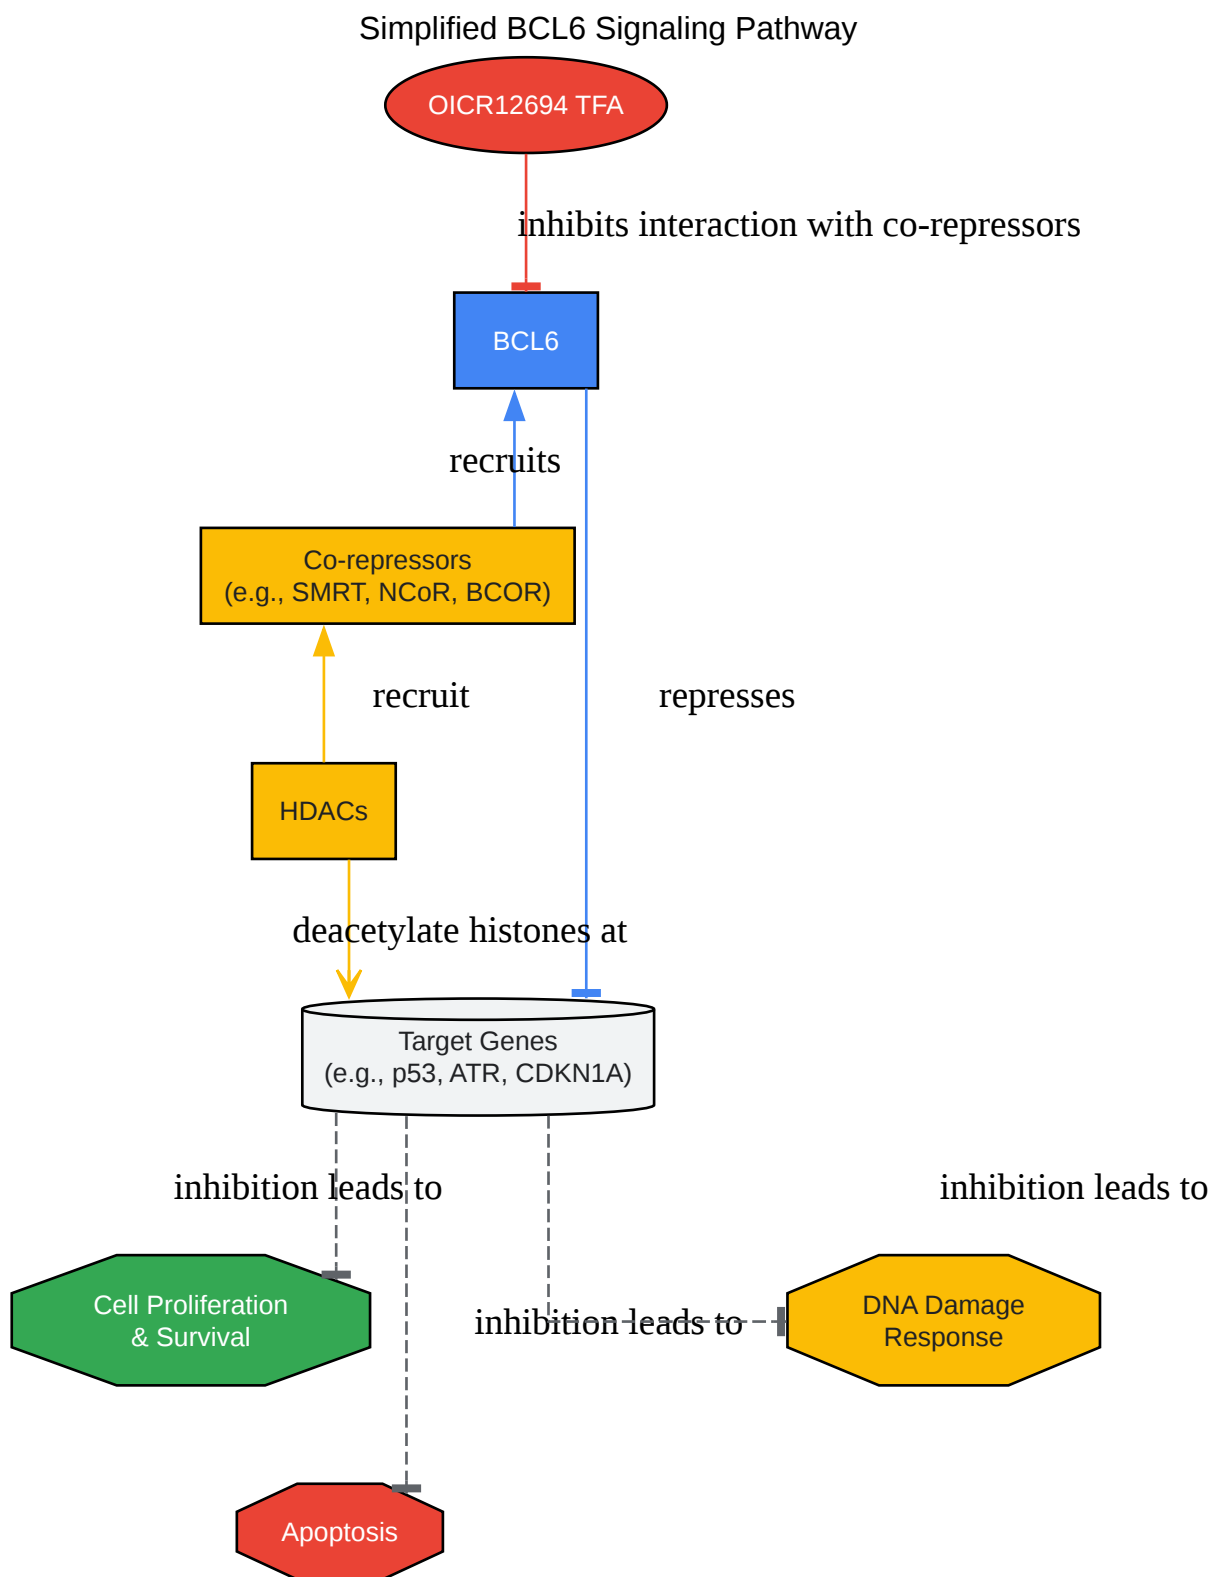 Simplified BCL6 Signaling Pathway
OICR12694 TFA
inhibits interaction with co-repressors
BCL6
recruits
Co-repressors
(e.g., SMRT, NCoR, BCOR)
recruit
represses
HDACs
deacetylate histones at
Target Genes
(e.g., p53, ATR, CDKN1A)
inhibition leads to
inhibition leads to
Cell Proliferation
& Survival
inhibition leads to
DNA Damage
Response
Apoptosis